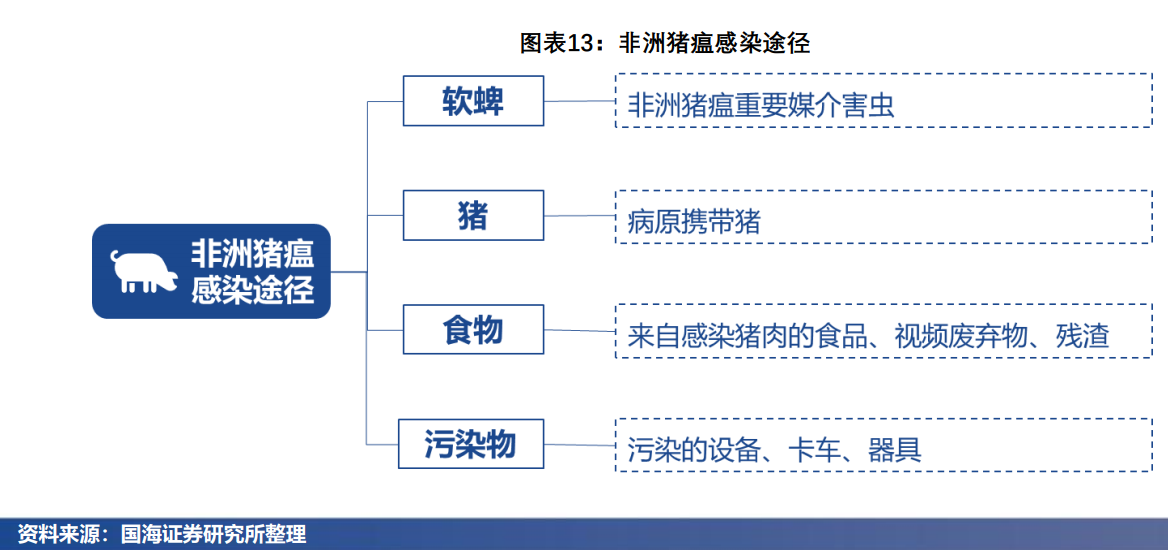 图表13：非洲猪瘟感染途径
软蜱
非洲猪瘟重要媒介害虫
猪
病原携带猪
非洲猪瘟
感染途径
食物
来自感染猪肉的食品、视频废弃物、残渣
污染物
污染的设备、卡车、器具
资料来源：国海证券研究所整理